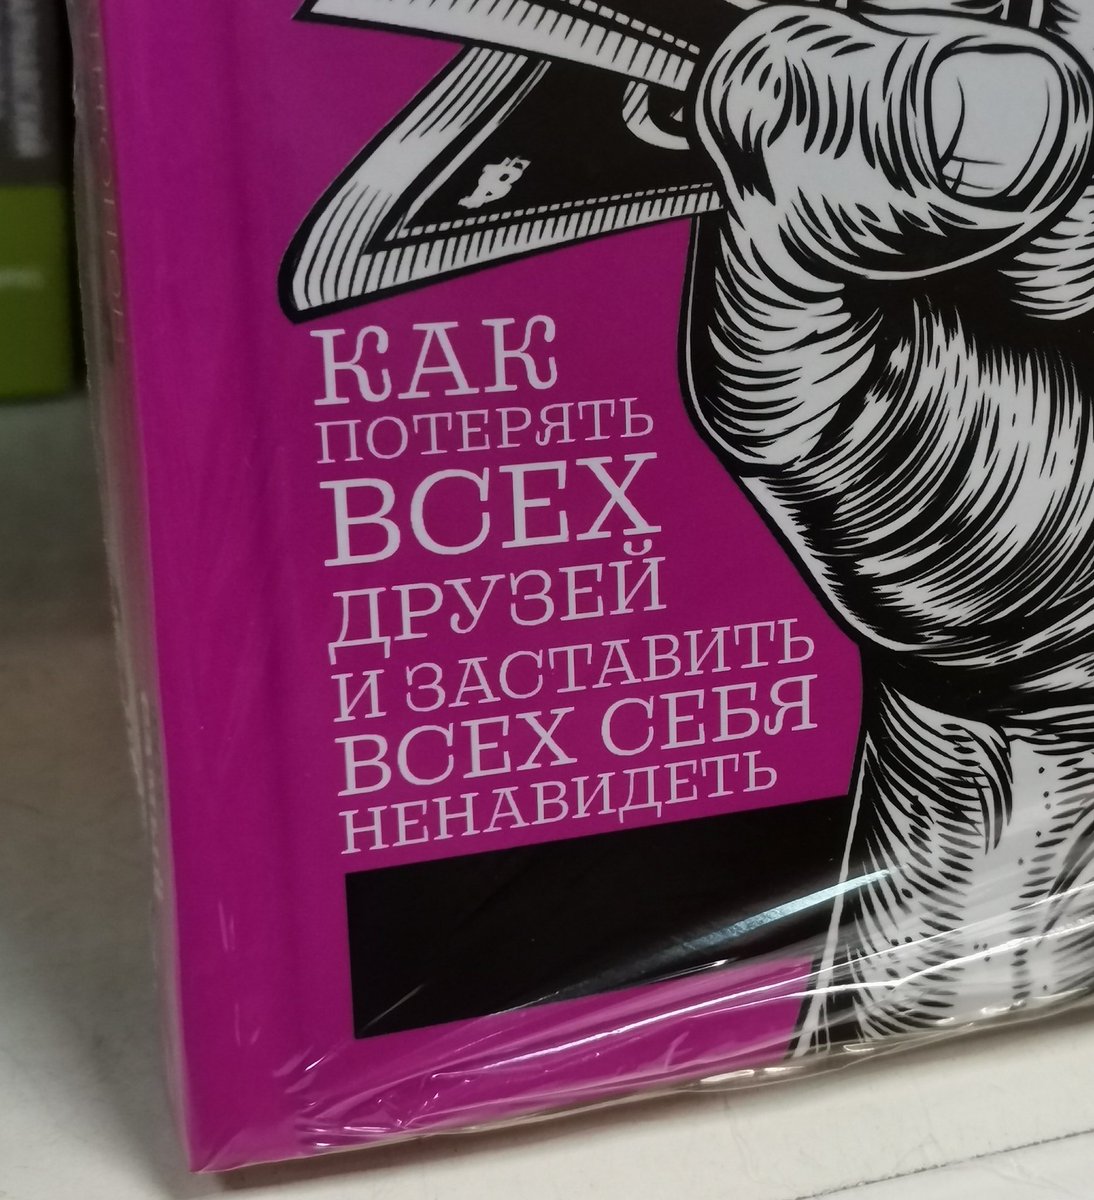 КАК
ПОТЕРЯТЬ
ВСЕХ
ДРУЗЕЙ
И ЗАСТАВИТЬ
ВСЕХ СЕБЯ
НЕНАВИДЕТЬ